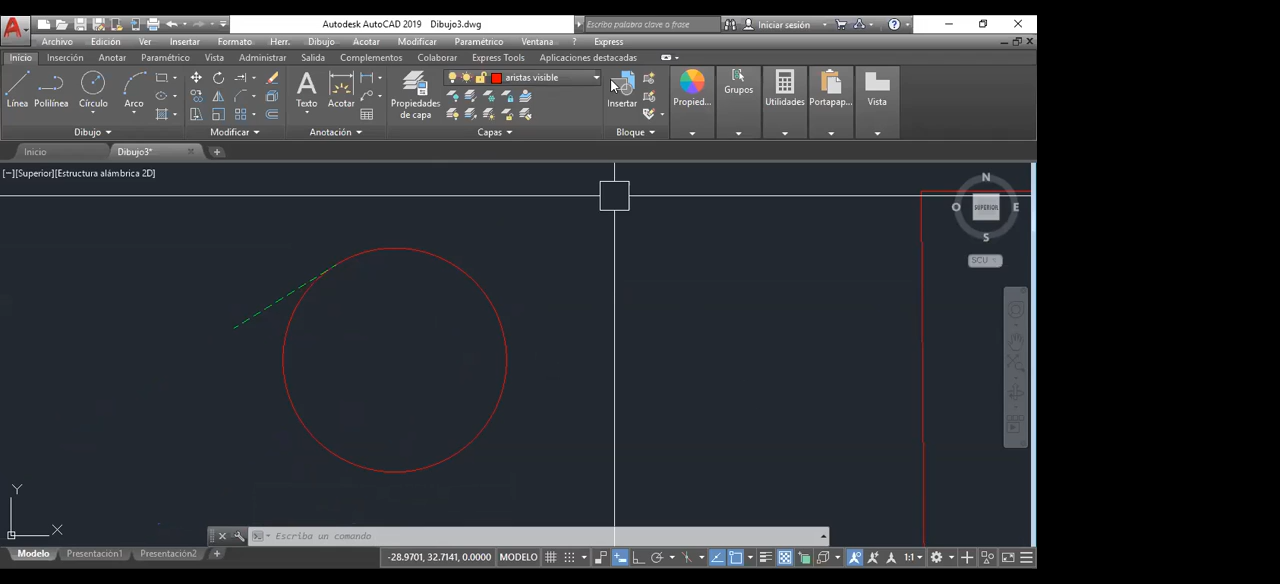 A Autodesk AutoCAD 2019 Dibujo3.dwg Escriba palabra clave o frase Iniciar sesión ?
Archivo Edición Ver Insertar Formato Herr. Dibujo Acotar Modificar Paramétrico Ventana ? Express
Inicio Inserción Anotar Paramétrico Vista Administrar Salida Complementos Colaborar Express Tools Aplicaciones destacadas
aristas visible
Línea Polilínea Círculo Arco Texto Acotar Propiedades de capa Insertar Propied... Grupos Utilidades Portapap... Vista
Dibujo Modificar Anotación Capas Bloque
Inicio Dibujo3* +
[−][Superior][Estructura alámbrica 2D]
N
O SUPERIOR E
S
SCU
Y
X
Escriba un comando
Modelo Presentación1 Presentación2 + -28.9701, 32.7141, 0.0000 MODELO 1:1